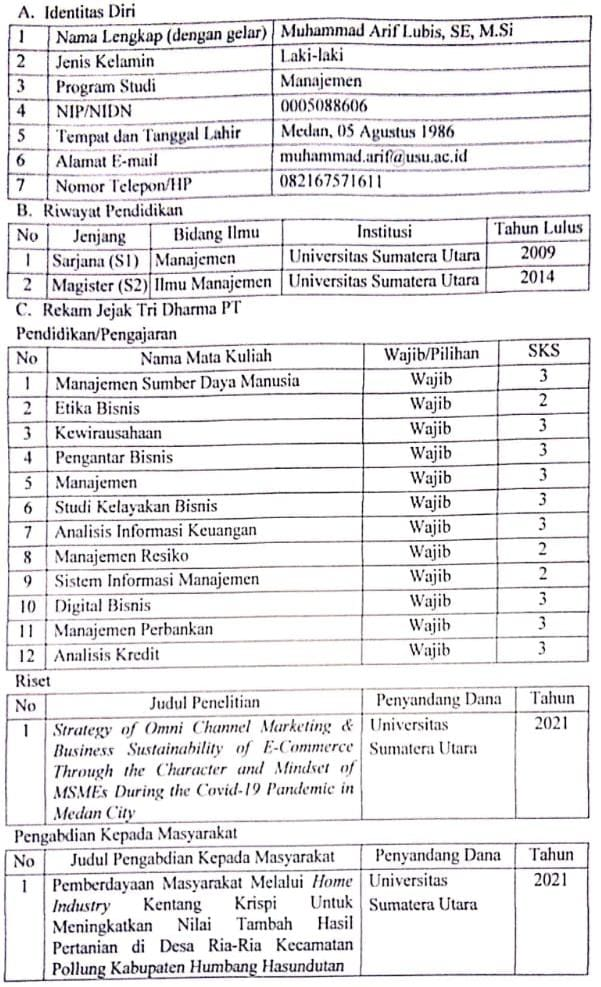 A. Identitas Diri
1 Nama Lengkap (dengan gelar) Muhammad Arif Lubis, SE, M.Si
2 Jenis Kelamin Laki-laki
3 Program Studi Manajemen
4 NIP/NIDN 0005088606
5 Tempat dan Tanggal Lahir Medan, 05 Agustus 1986
6 Alamat E-mail muhammad.arif@usu.ac.id
7 Nomor Telepon/HP 082167571611
B. Riwayat Pendidikan
No Jenjang Bidang Ilmu Institusi Tahun Lulus
1 Sarjana (S1) Manajemen Universitas Sumatera Utara 2009
2 Magister (S2) Ilmu Manajemen Universitas Sumatera Utara 2014
C. Rekam Jejak Tri Dharma PT
Pendidikan/Pengajaran
No Nama Mata Kuliah Wajib/Pilihan SKS
1 Manajemen Sumber Daya Manusia Wajib 3
2 Etika Bisnis Wajib 2
3 Kewirausahaan Wajib 3
4 Pengantar Bisnis Wajib 3
5 Manajemen Wajib 3
6 Studi Kelayakan Bisnis Wajib 3
7 Analisis Informasi Keuangan Wajib 3
8 Manajemen Resiko Wajib 2
9 Sistem Informasi Manajemen Wajib 2
10 Digital Bisnis Wajib 3
11 Manajemen Perbankan Wajib 3
12 Analisis Kredit Wajib 3
Riset
No Judul Penelitian Penyandang Dana Tahun
1 Strategy of Omni Channel Marketing & Universitas 2021
Business Sustainability of E-Commerce Sumatera Utara
Through the Character and Mindset of
MSMEs During the Covid-19 Pandemic in
Medan City
Pengabdian Kepada Masyarakat
No Judul Pengabdian Kepada Masyarakat Penyandang Dana Tahun
1 Pemberdayaan Masyarakat Melalui Home Universitas 2021
Industry Kentang Krispi Untuk Sumatera Utara
Meningkatkan Nilai Tambah Hasil
Pertanian di Desa Ria-Ria Kecamatan
Pollung Kabupaten Humbang Hasundutan